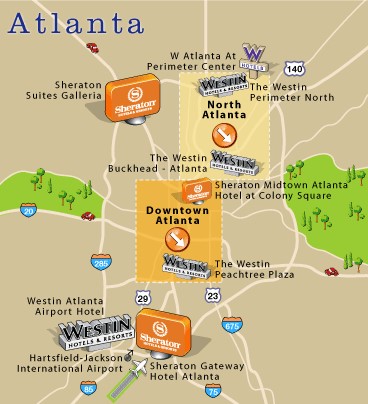 Atlanta
W Atlanta At
Perimeter Center
W
HOTELS
140
Sheraton
Suites Galleria
Sheraton
HOTELS & RESORTS
WESTIN
HOTELS & RESORTS
The Westin
Perimeter North
North
Atlanta
The Westin
Buckhead - Atlanta
WESTIN
HOTELS & RESORTS
Sheraton Midtown Atlanta
Hotel at Colony Square
Sheraton
20
Downtown
Atlanta
285
WESTIN
HOTELS & RESORTS
The Westin
Peachtree Plaza
29
23
Westin Atlanta
Airport Hotel
WESTIN
HOTELS & RESORTS
Sheraton
HOTELS & RESORTS
675
Hartsfield-Jackson
International Airport
Sheraton Gateway
Hotel Atlanta
85
75